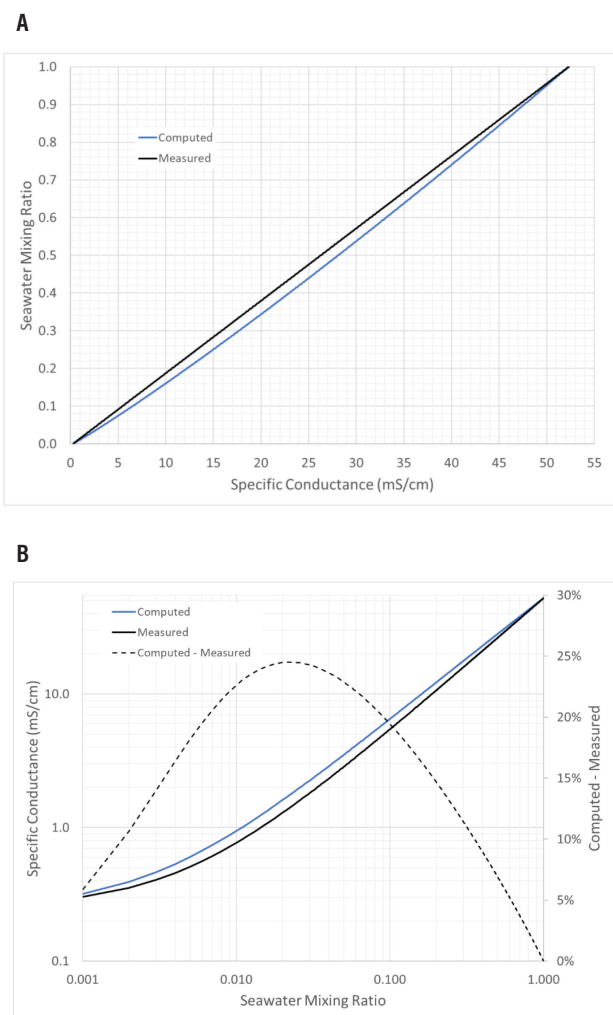 A
1.0
0.9
0.8
0.7
0.6
0.5
0.4
0.3
0.2
0.1
0.0
Seawater Mixing Ratio
Computed
Measured
0 5 10 15 20 25 30 35 40 45 50 55
Specific Conductance (mS/cm)
B
Computed
Measured
Computed - Measured
10.0
1.0
0.1
Specific Conductance (mS/cm)
30%
25%
20%
15%
10%
5%
0%
Computed - Measured
0.001 0.010 0.100 1.000
Seawater Mixing Ratio